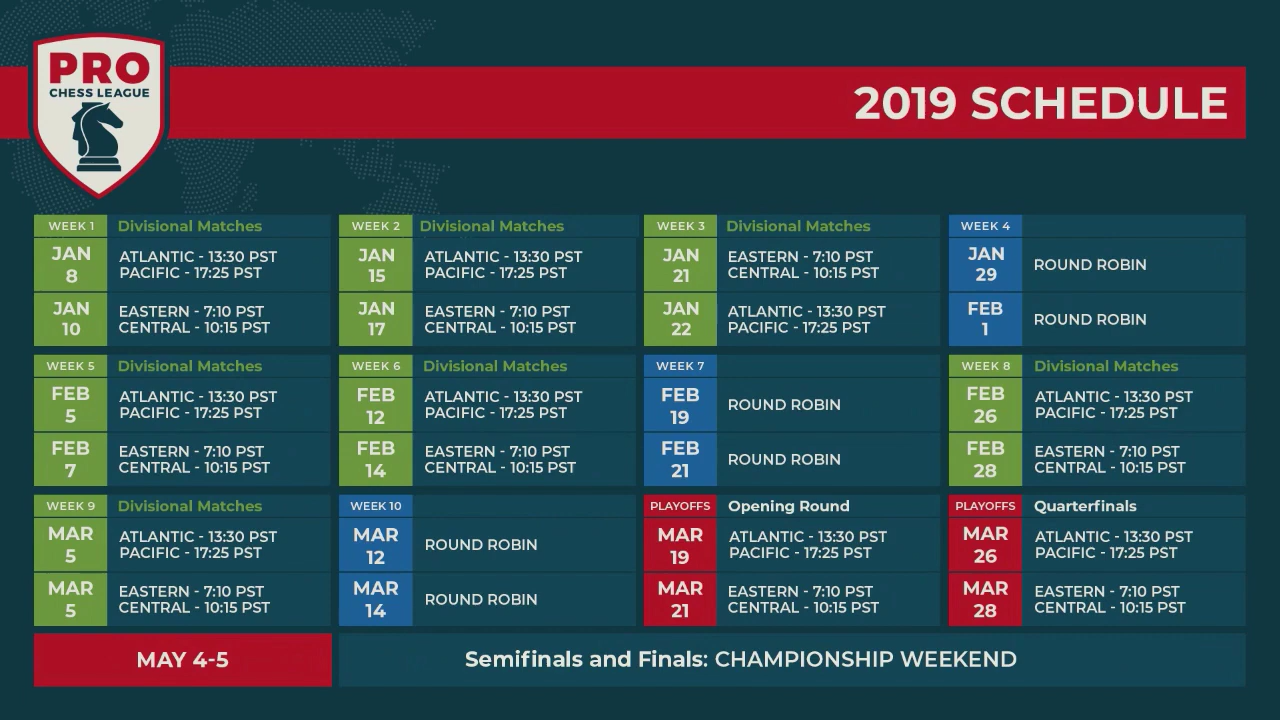 PRO
CHESS LEAGUE
2019 SCHEDULE
WEEK 1 Divisional Matches
JAN 8
ATLANTIC - 13:30 PST
PACIFIC - 17:25 PST
JAN 10
EASTERN - 7:10 PST
CENTRAL - 10:15 PST
WEEK 2 Divisional Matches
JAN 15
ATLANTIC - 13:30 PST
PACIFIC - 17:25 PST
JAN 17
EASTERN - 7:10 PST
CENTRAL - 10:15 PST
WEEK 3 Divisional Matches
JAN 21
EASTERN - 7:10 PST
CENTRAL - 10:15 PST
JAN 22
ATLANTIC - 13:30 PST
PACIFIC - 17:25 PST
WEEK 4
JAN 29
ROUND ROBIN
FEB 1
ROUND ROBIN
WEEK 5 Divisional Matches
FEB 5
ATLANTIC - 13:30 PST
PACIFIC - 17:25 PST
FEB 7
EASTERN - 7:10 PST
CENTRAL - 10:15 PST
WEEK 6 Divisional Matches
FEB 12
ATLANTIC - 13:30 PST
PACIFIC - 17:25 PST
FEB 14
EASTERN - 7:10 PST
CENTRAL - 10:15 PST
WEEK 7
FEB 19
ROUND ROBIN
FEB 21
ROUND ROBIN
WEEK 8 Divisional Matches
FEB 26
ATLANTIC - 13:30 PST
PACIFIC - 17:25 PST
FEB 28
EASTERN - 7:10 PST
CENTRAL - 10:15 PST
WEEK 9 Divisional Matches
MAR 5
ATLANTIC - 13:30 PST
PACIFIC - 17:25 PST
MAR 5
EASTERN - 7:10 PST
CENTRAL - 10:15 PST
WEEK 10
MAR 12
ROUND ROBIN
MAR 14
ROUND ROBIN
PLAYOFFS Opening Round
MAR 19
ATLANTIC - 13:30 PST
PACIFIC - 17:25 PST
MAR 21
EASTERN - 7:10 PST
CENTRAL - 10:15 PST
PLAYOFFS Quarterfinals
MAR 26
ATLANTIC - 13:30 PST
PACIFIC - 17:25 PST
MAR 28
EASTERN - 7:10 PST
CENTRAL - 10:15 PST
MAY 4-5
Semifinals and Finals: CHAMPIONSHIP WEEKEND